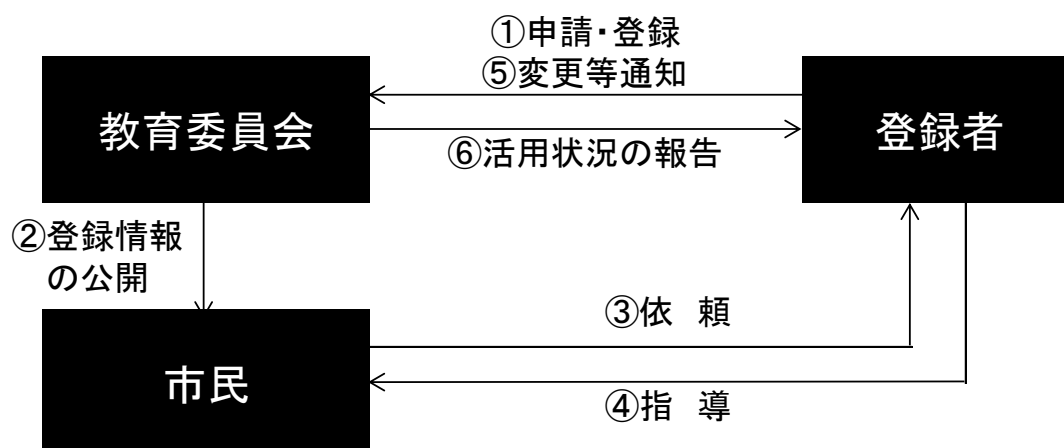 ①申請・登録
⑤変更等通知
教育委員会
登録者
⑥活用状況の報告
②登録情報
の公開
③依　頼
市民
④指　導